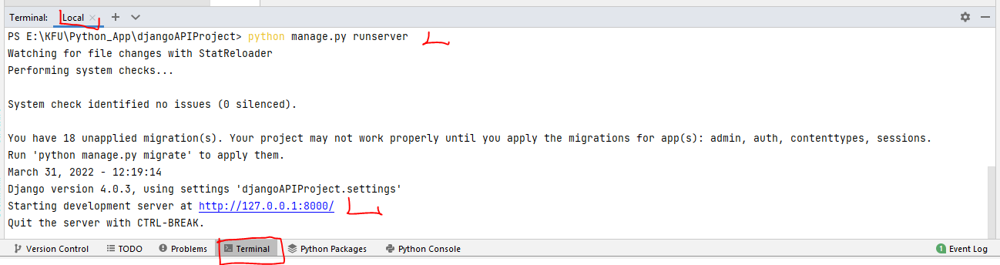 Terminal: Local
PS E:\KFU\Python_App\djangoAPIProject> python manage.py runserver
Watching for file changes with StatReloader
Performing system checks...
System check identified no issues (0 silenced).
You have 18 unapplied migration(s). Your project may not work properly until you apply the migrations for app(s): admin, auth, contenttypes, sessions.
Run 'python manage.py migrate' to apply them.
March 31, 2022 - 12:19:14
Django version 4.0.3, using settings 'djangoAPIProject.settings'
Starting development server at http://127.0.0.1:8000/
Quit the server with CTRL-BREAK.
Version Control TODO Problems Terminal Python Packages Python Console 1 Event Log